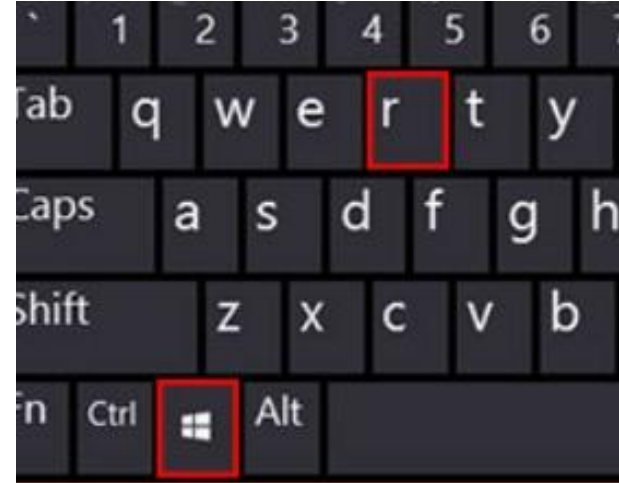 ` 1 2 3 4 5 6
Tab q w e r t y
Caps a s d f g h
Shift z x c v b
Fn Ctrl Alt